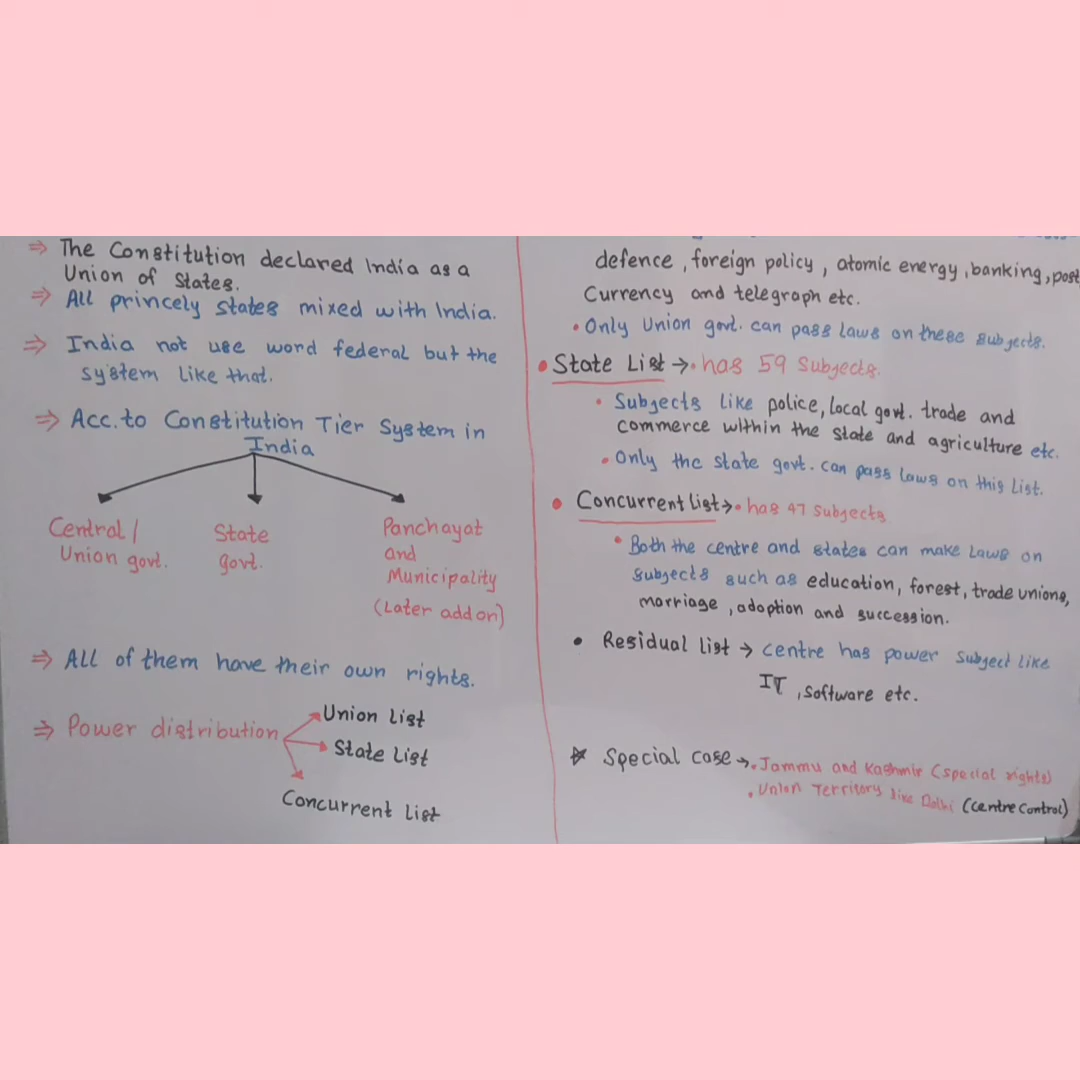 ⇒ The Constitution declared India as a
Union of States.
⇒ All princely states mixed with India.
⇒ India not use word federal but the
system like that.
⇒ Acc. to Constitution Tier System in
India
Central/
Union govt.
State
govt.
Panchayat
and
Municipality
(Later add on)
⇒ All of them have their own rights.
⇒ Power distribution
Union List
State List
Concurrent list
defence, foreign policy, atomic energy, banking, post
Currency and telegraph etc.
• Only Union govt. can pass laws on these subjects.
• State List → • has 59 Subjects.
• Subjects like police, local govt. trade and
commerce within the state and agriculture etc.
• Only the state govt. can pass laws on this list.
• Concurrent list → • has 47 subjects
• Both the centre and states can make laws on
subjects such as education, forest, trade unions,
marriage, adoption and succession.
• Residual list → centre has power subject like
IT, software etc.
* Special case → • Jammu and Kashmir (special rights)
• Union Territory like Delhi (centre control)